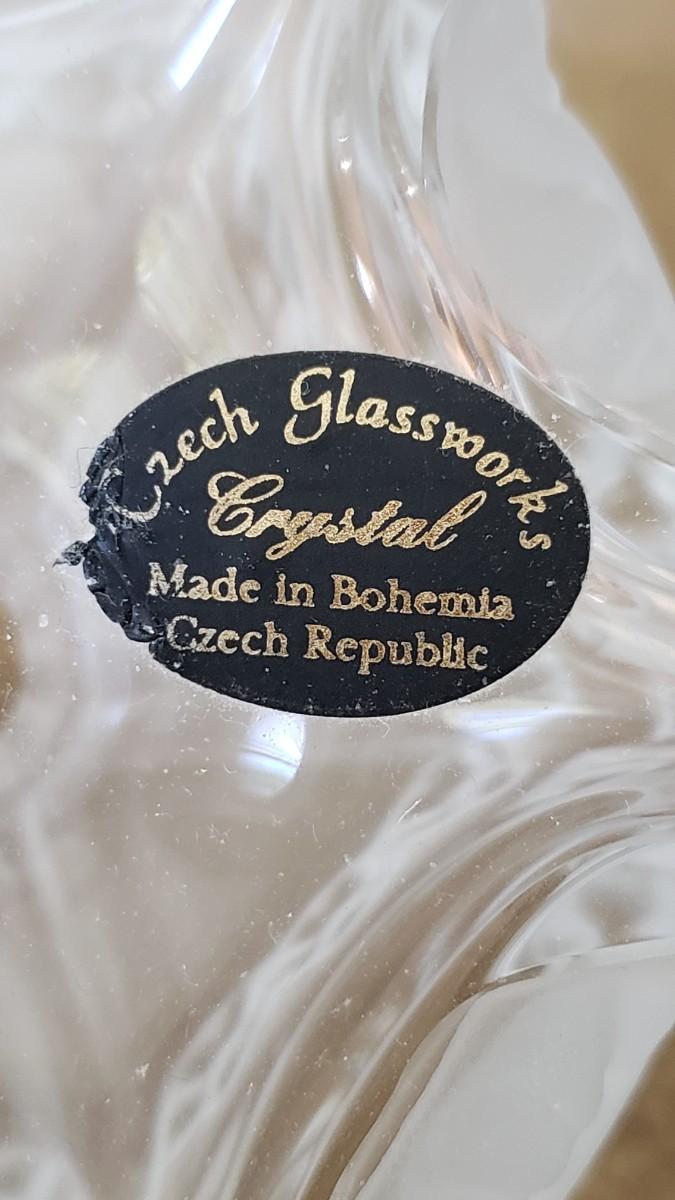 Czech Glassworks
Crystal
Made in Bohemia
Czech Republic